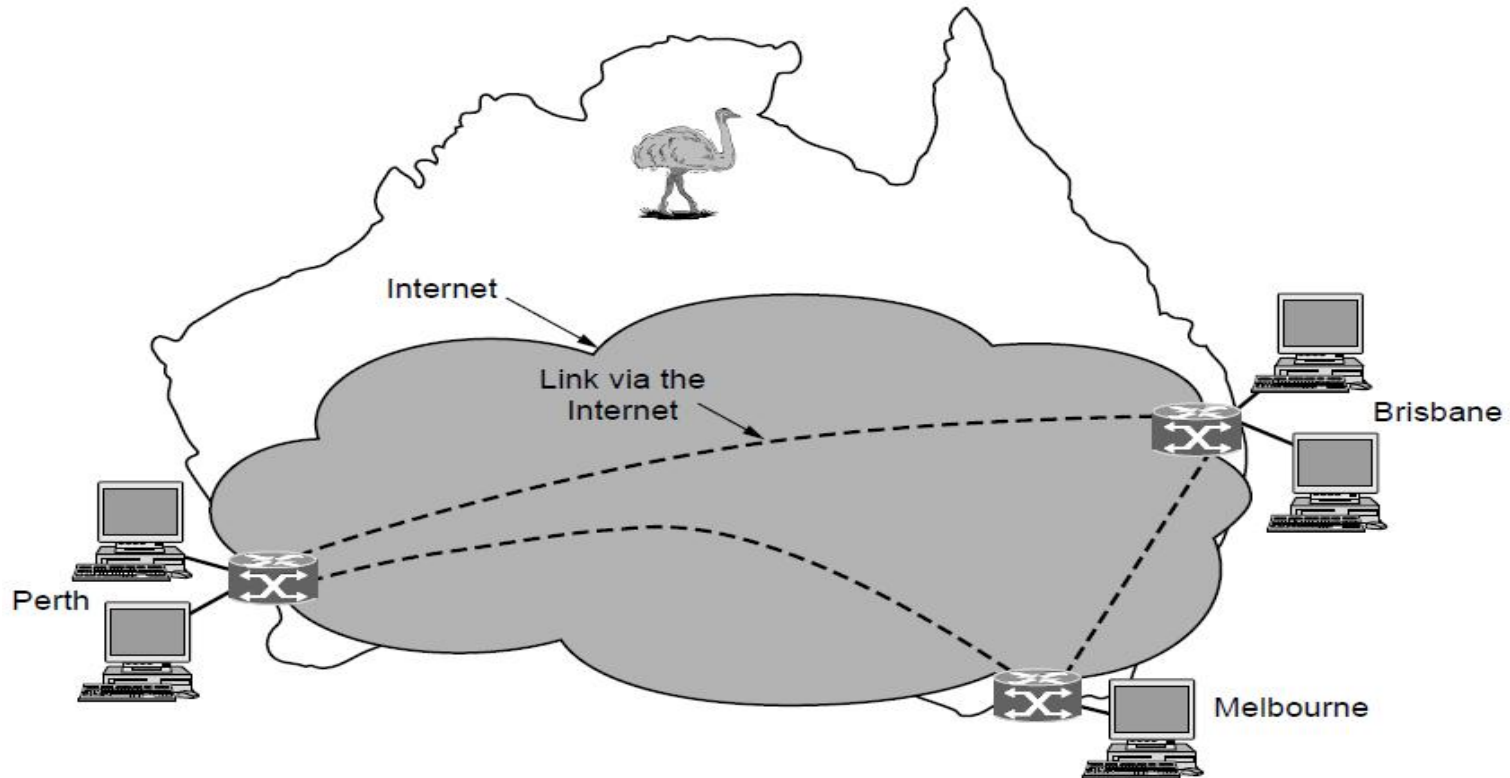 Internet
Link via the
Internet
Brisbane
Perth
Melbourne